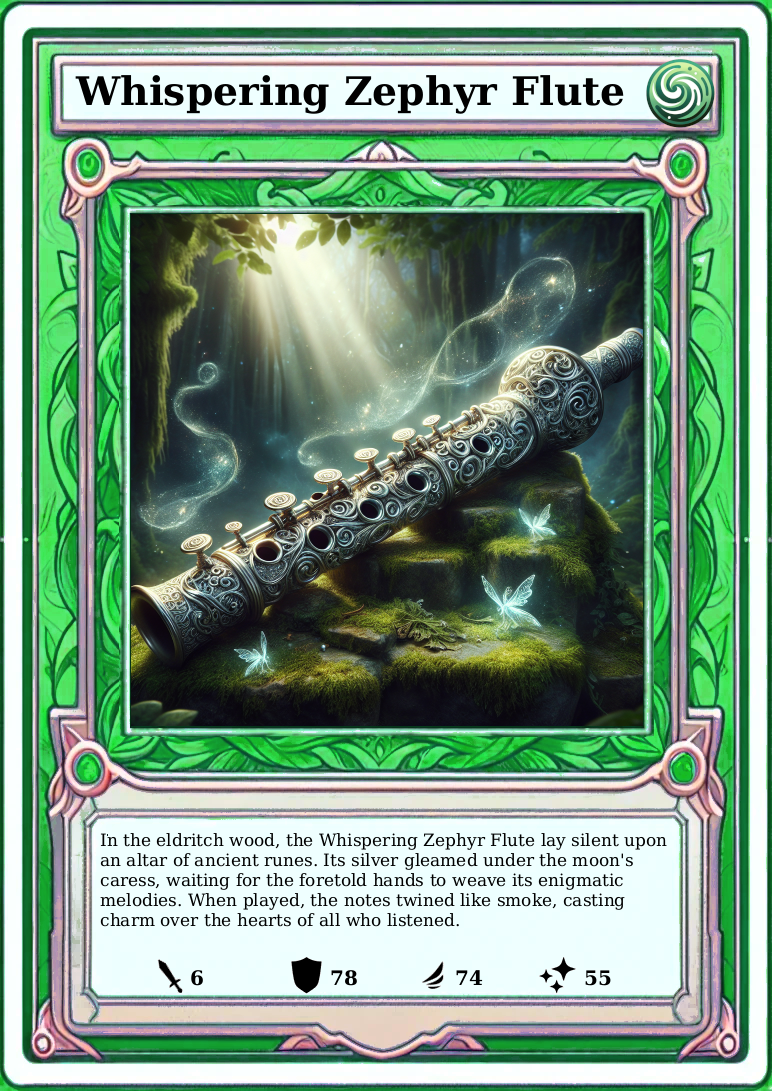 Whispering Zephyr Flute
In the eldritch wood, the Whispering Zephyr Flute lay silent upon
an altar of ancient runes. Its silver gleamed under the moon's
caress, waiting for the foretold hands to weave its enigmatic
melodies. When played, the notes twined like smoke, casting
charm over the hearts of all who listened.
6 78 74 55